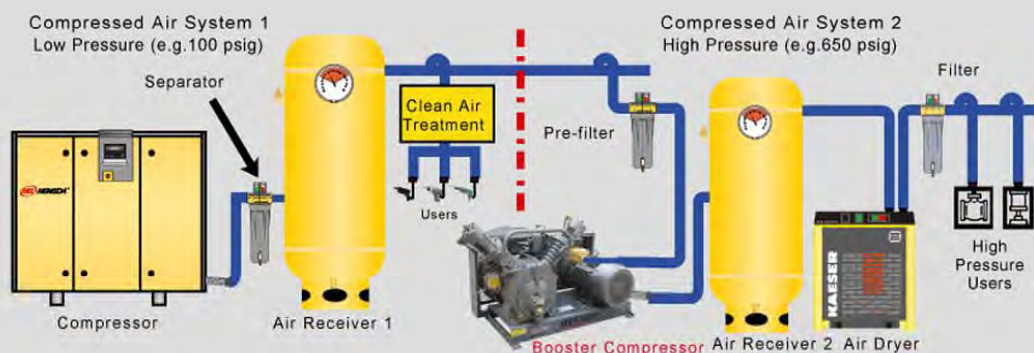 Compressed Air System 1
Low Pressure (e.g.100 psig)
Separator
Compressed Air System 2
High Pressure (e.g.650 psig)
Filter
Clean Air
Treatment
Pre-filter
Users
HENGDA
KAESER
High
Pressure
Users
Compressor
Air Receiver 1
Booster Compressor
Air Receiver 2
Air Dryer